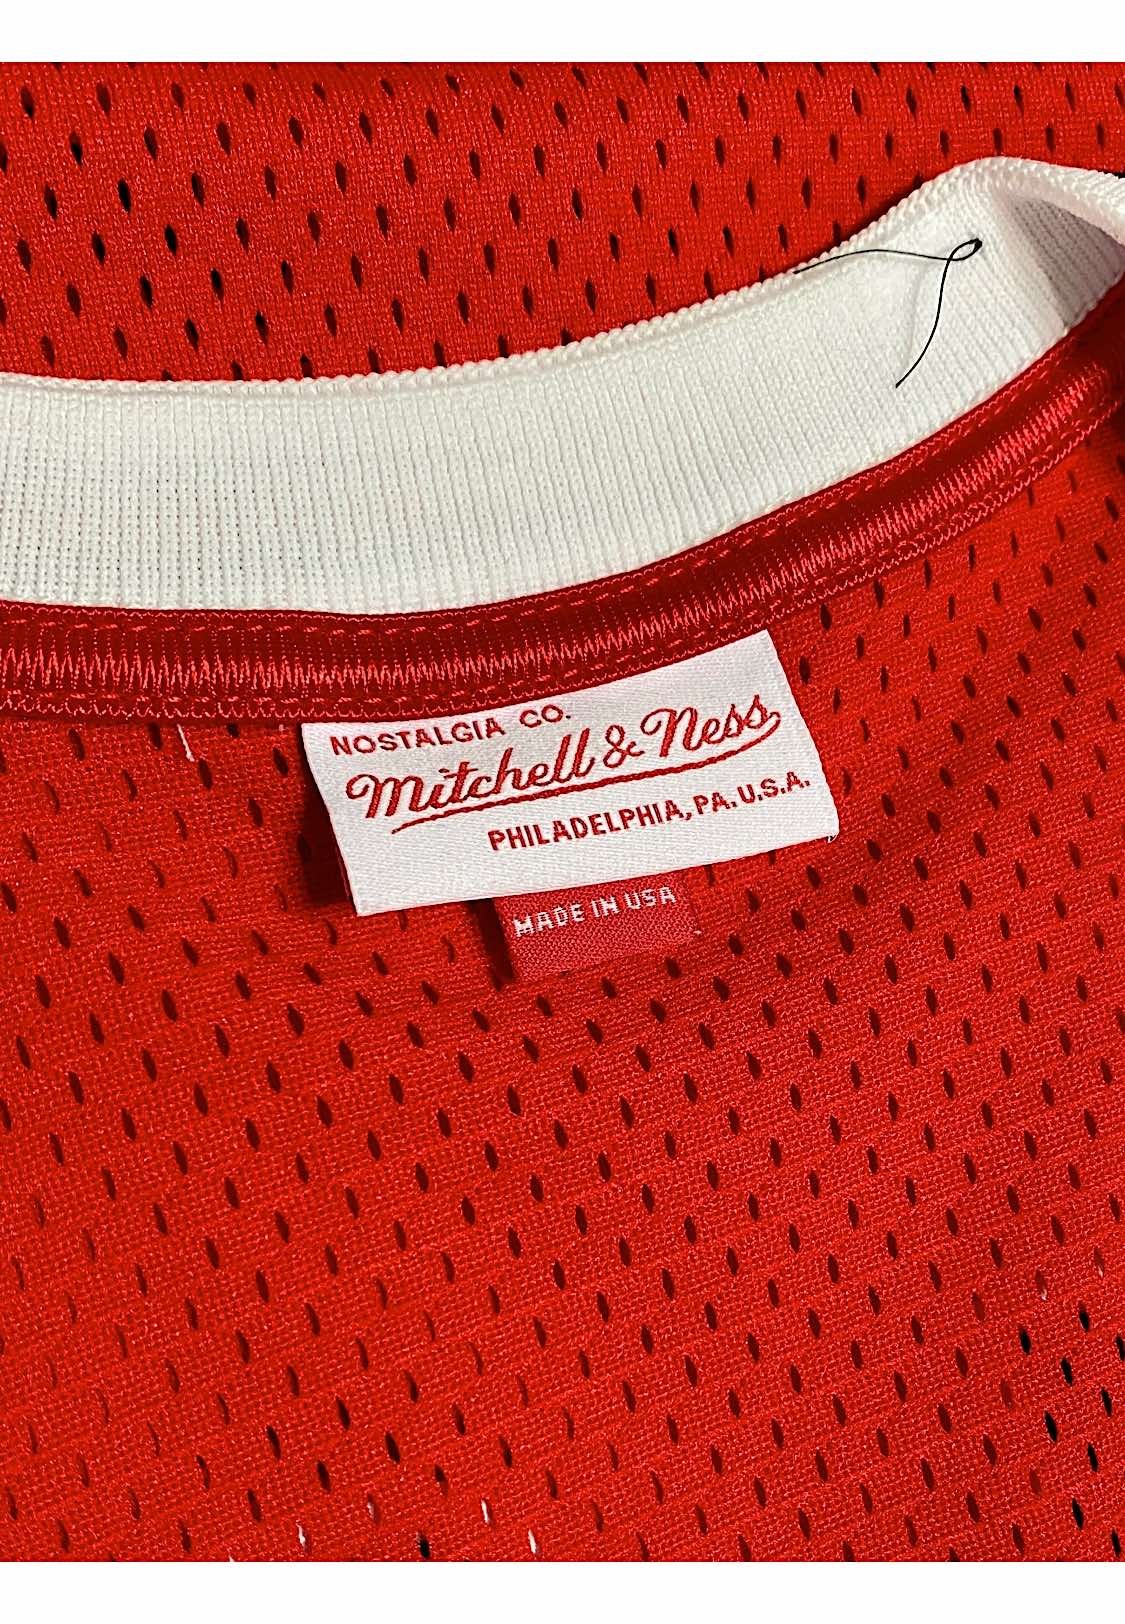 NOSTALGIA CO.
Mitchell & Ness
PHILADELPHIA, PA. U.S.A.
MADE IN USA